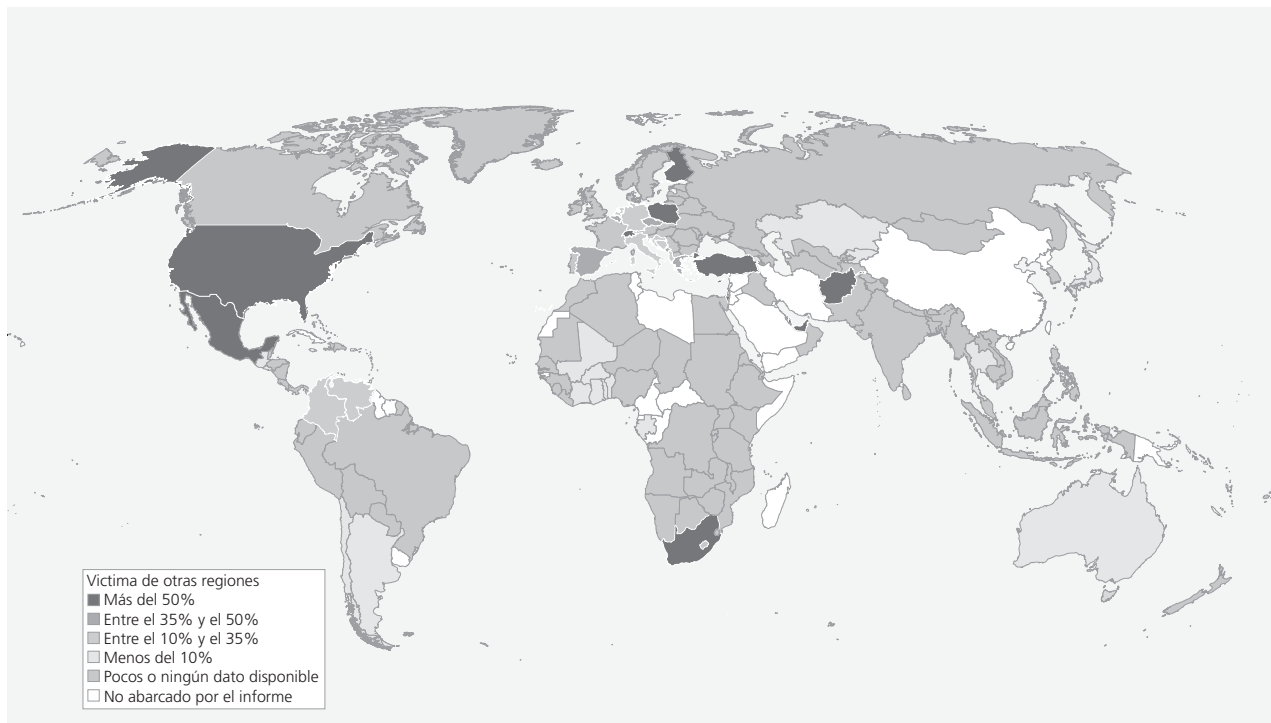 Victima de otras regiones
Más del 50%
Entre el 35% y el 50%
Entre el 10% y el 35%
Menos del 10%
Pocos o ningún dato disponible
No abarcado por el informe